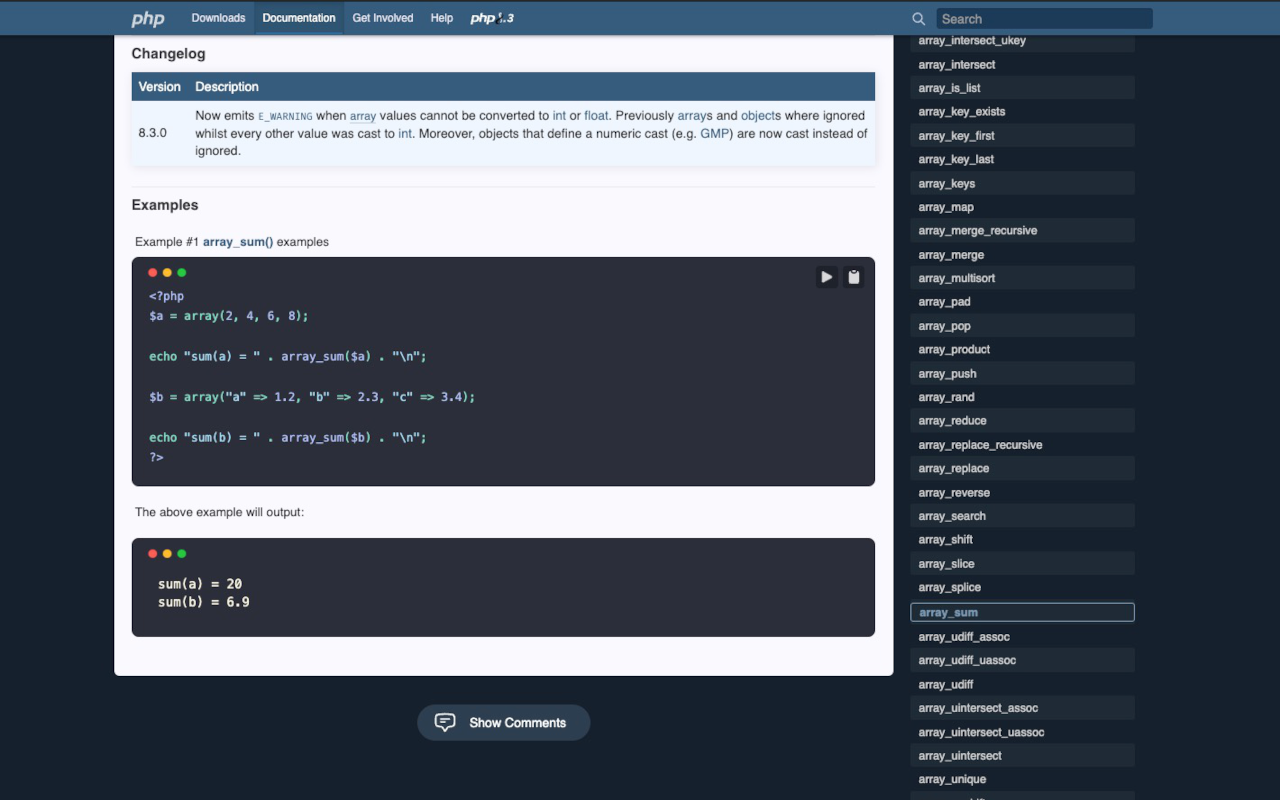 php Downloads Documentation Get Involved Help php8.3 Search
Changelog
Version Description
8.3.0
Now emits E_WARNING when array values cannot be converted to int or float. Previously arrays and objects where ignored
whilst every other value was cast to int. Moreover, objects that define a numeric cast (e.g. GMP) are now cast instead of
ignored.
Examples
Example #1 array_sum() examples
<?php
$a = array(2, 4, 6, 8);
echo "sum(a) = " . array_sum($a) . "\n";
$b = array("a" => 1.2, "b" => 2.3, "c" => 3.4);
echo "sum(b) = " . array_sum($b) . "\n";
?>
The above example will output:
sum(a) = 20
sum(b) = 6.9
Show Comments
array_intersect_ukey
array_intersect
array_is_list
array_key_exists
array_key_first
array_key_last
array_keys
array_map
array_merge_recursive
array_merge
array_multisort
array_pad
array_pop
array_product
array_push
array_rand
array_reduce
array_replace_recursive
array_replace
array_reverse
array_search
array_shift
array_slice
array_splice
array_sum
array_udiff_assoc
array_udiff_uassoc
array_udiff
array_uintersect_assoc
array_uintersect_uassoc
array_uintersect
array_unique